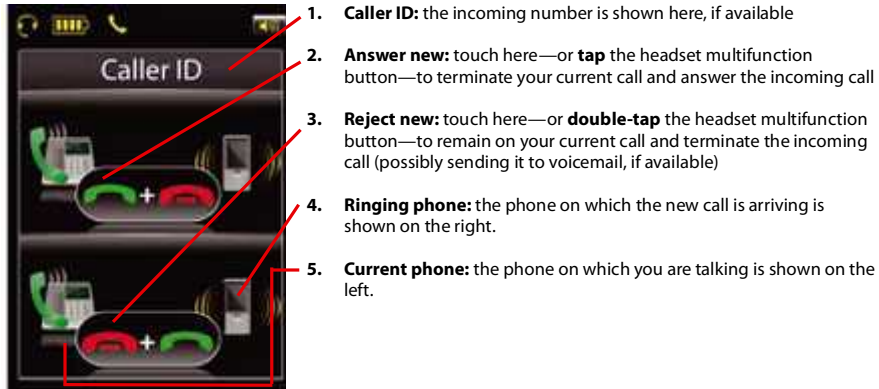 Caller ID
1. Caller ID: the incoming number is shown here, if available
2. Answer new: touch here—or tap the headset multifunction
button—to terminate your current call and answer the incoming call
3. Reject new: touch here—or double-tap the headset multifunction
button—to remain on your current call and terminate the incoming
call (possibly sending it to voicemail, if available)
4. Ringing phone: the phone on which the new call is arriving is
shown on the right.
5. Current phone: the phone on which you are talking is shown on the
left.